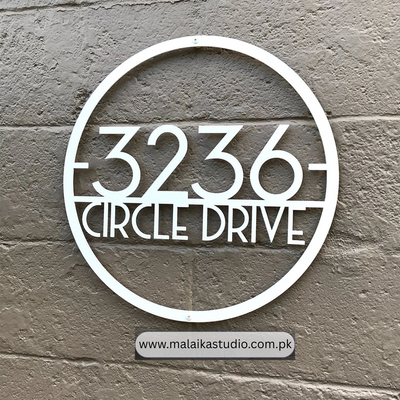 3236
CIRCLE DRIVE
www.malaikastudio.com.pk